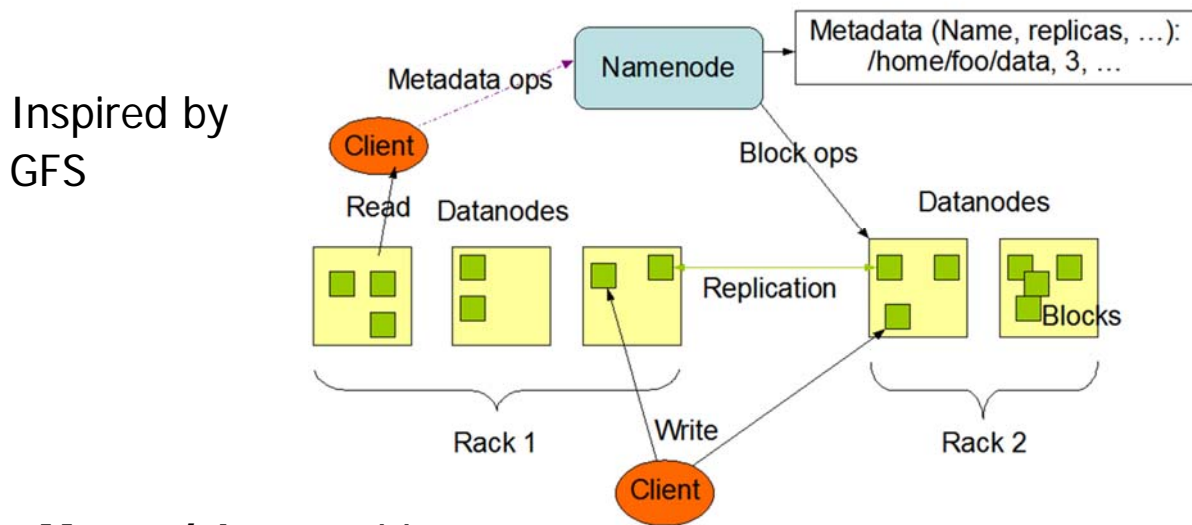 Inspired by
GFS
Metadata (Name, replicas, ...):
/home/foo/data, 3, ...
Namenode
Metadata ops
Client
Block ops
Read
Datanodes
Datanodes
Replication
Blocks
Rack 1
Write
Rack 2
Client